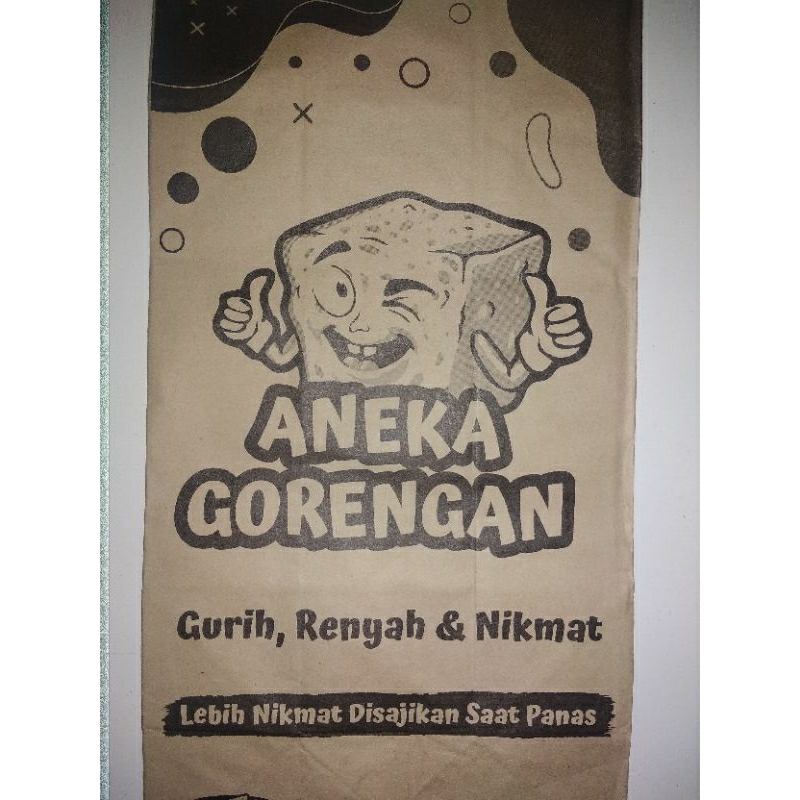 ANEKA
GORENGAN
Gurih, Renyah & Nikmat
Lebih Nikmat Disajikan Saat Panas